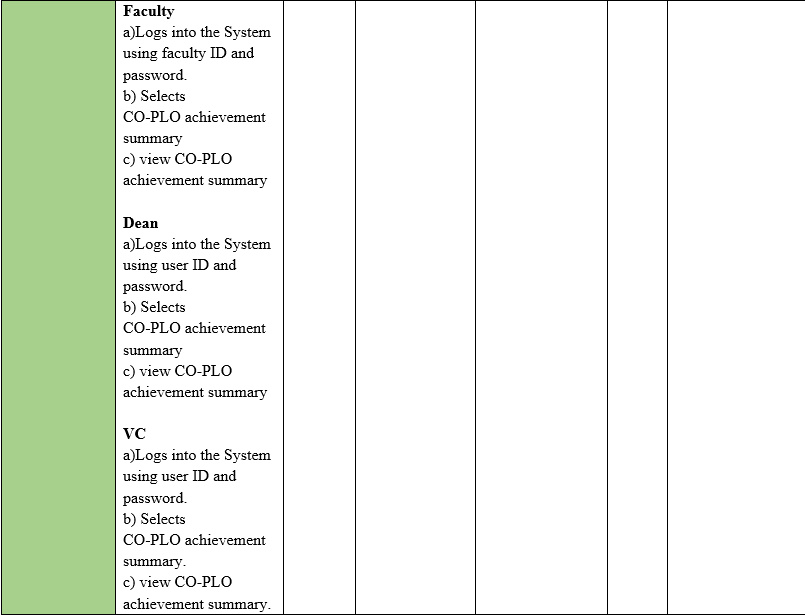 Faculty
a)Logs into the System
using faculty ID and
password.
b) Selects
CO-PLO achievement
summary
c) view CO-PLO
achievement summary
Dean
a)Logs into the System
using user ID and
password.
b) Selects
CO-PLO achievement
summary
c) view CO-PLO
achievement summary
VC
a)Logs into the System
using user ID and
password.
b) Selects
CO-PLO achievement
summary.
c) view CO-PLO
achievement summary.